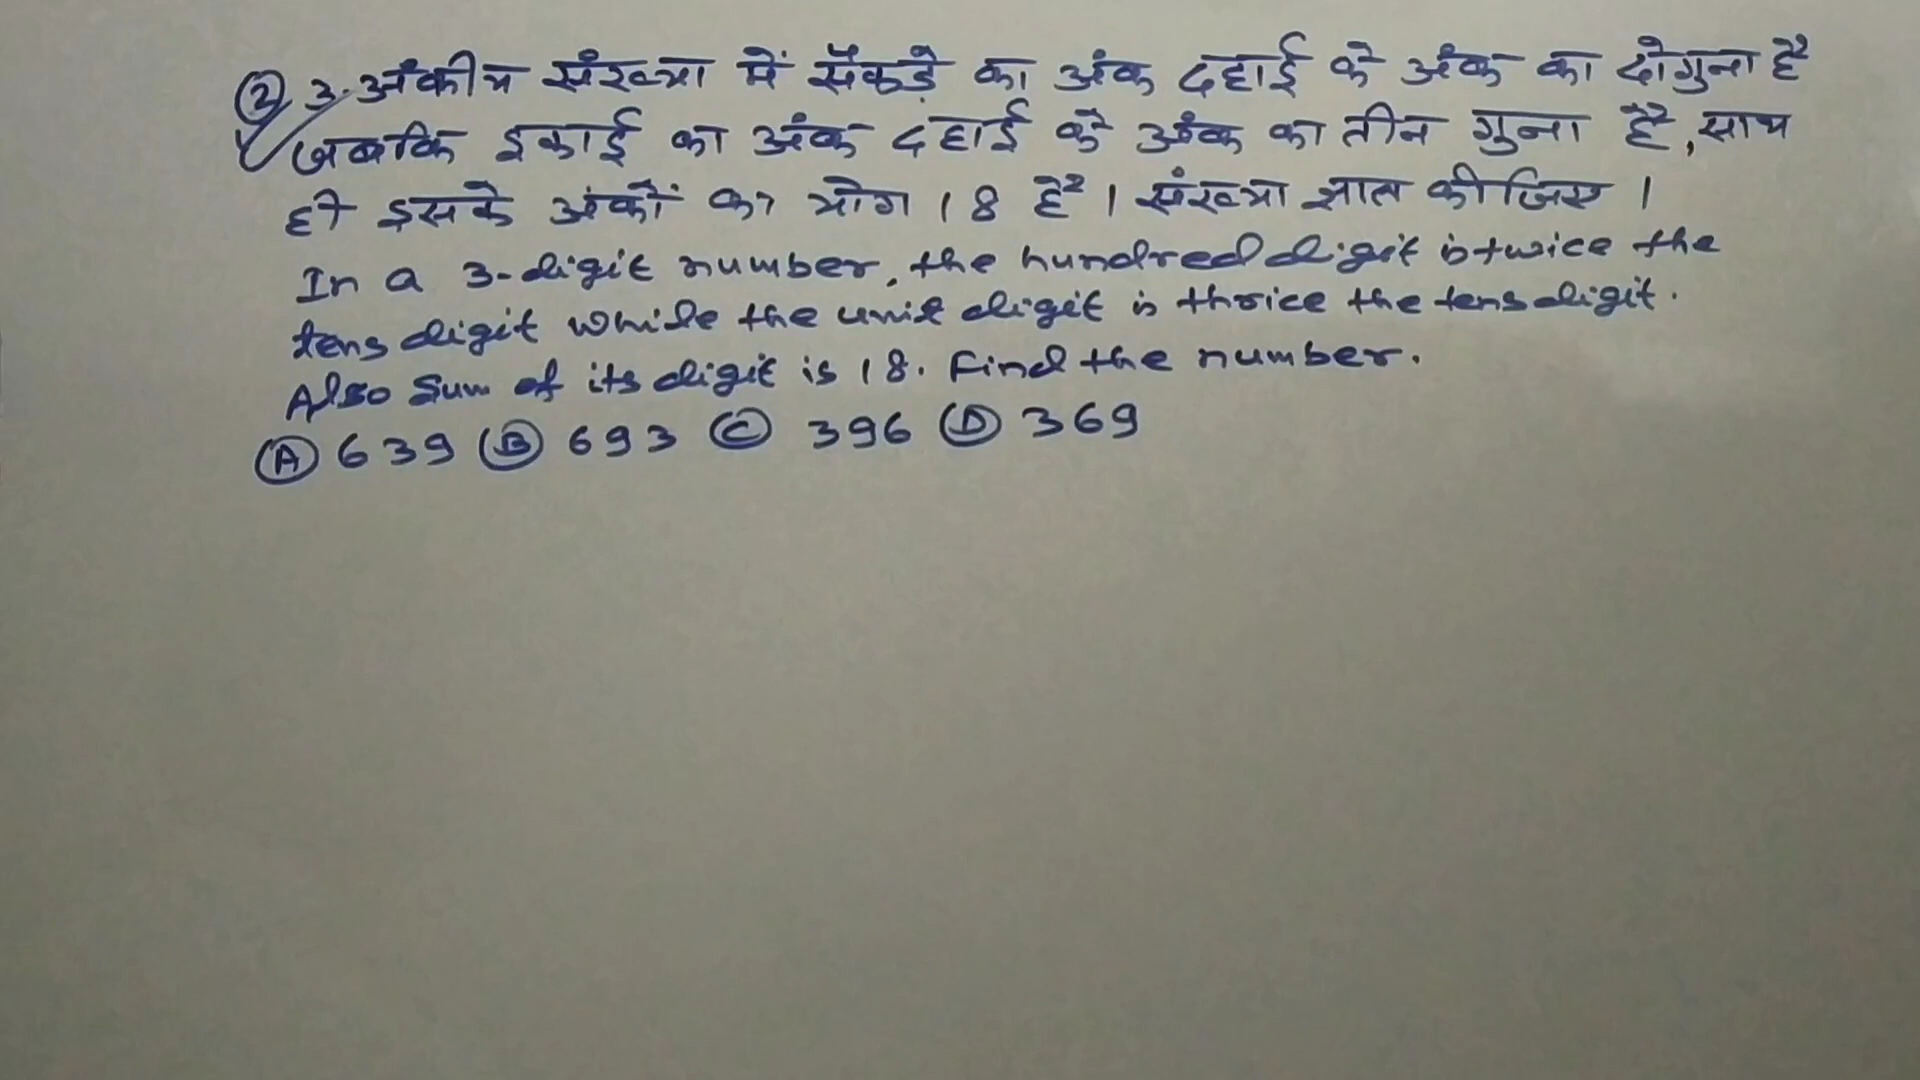 ② 3-अंकीय संख्या में सैंकड़े का अंक दहाई के अंक का दोगुना है
जबकि इकाई का अंक दहाई के अंक का तीन गुना है, साथ
ही इसके अंकों का योग 18 है। संख्या ज्ञात कीजिए।
In a 3-digit number, the hundred digit is twice the
tens digit while the unit digit is thrice the tens digit.
Also Sum of its digit is 18. Find the number.
Ⓐ 639 Ⓑ 693 Ⓒ 396 Ⓓ 369